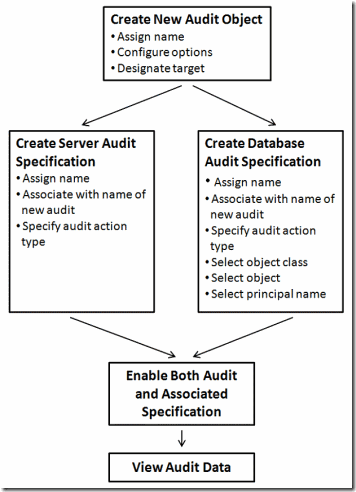 Create New Audit Object
• Assign name
• Configure options
• Designate target
Create Server Audit
Specification
• Assign name
• Associate with name of
new audit
• Specify audit action
type
Create Database
Audit Specification
• Assign name
• Associate with name of
new audit
• Specify audit action
type
• Select object class
• Select object
• Select principal name
Enable Both Audit
and Associated
Specification
View Audit Data